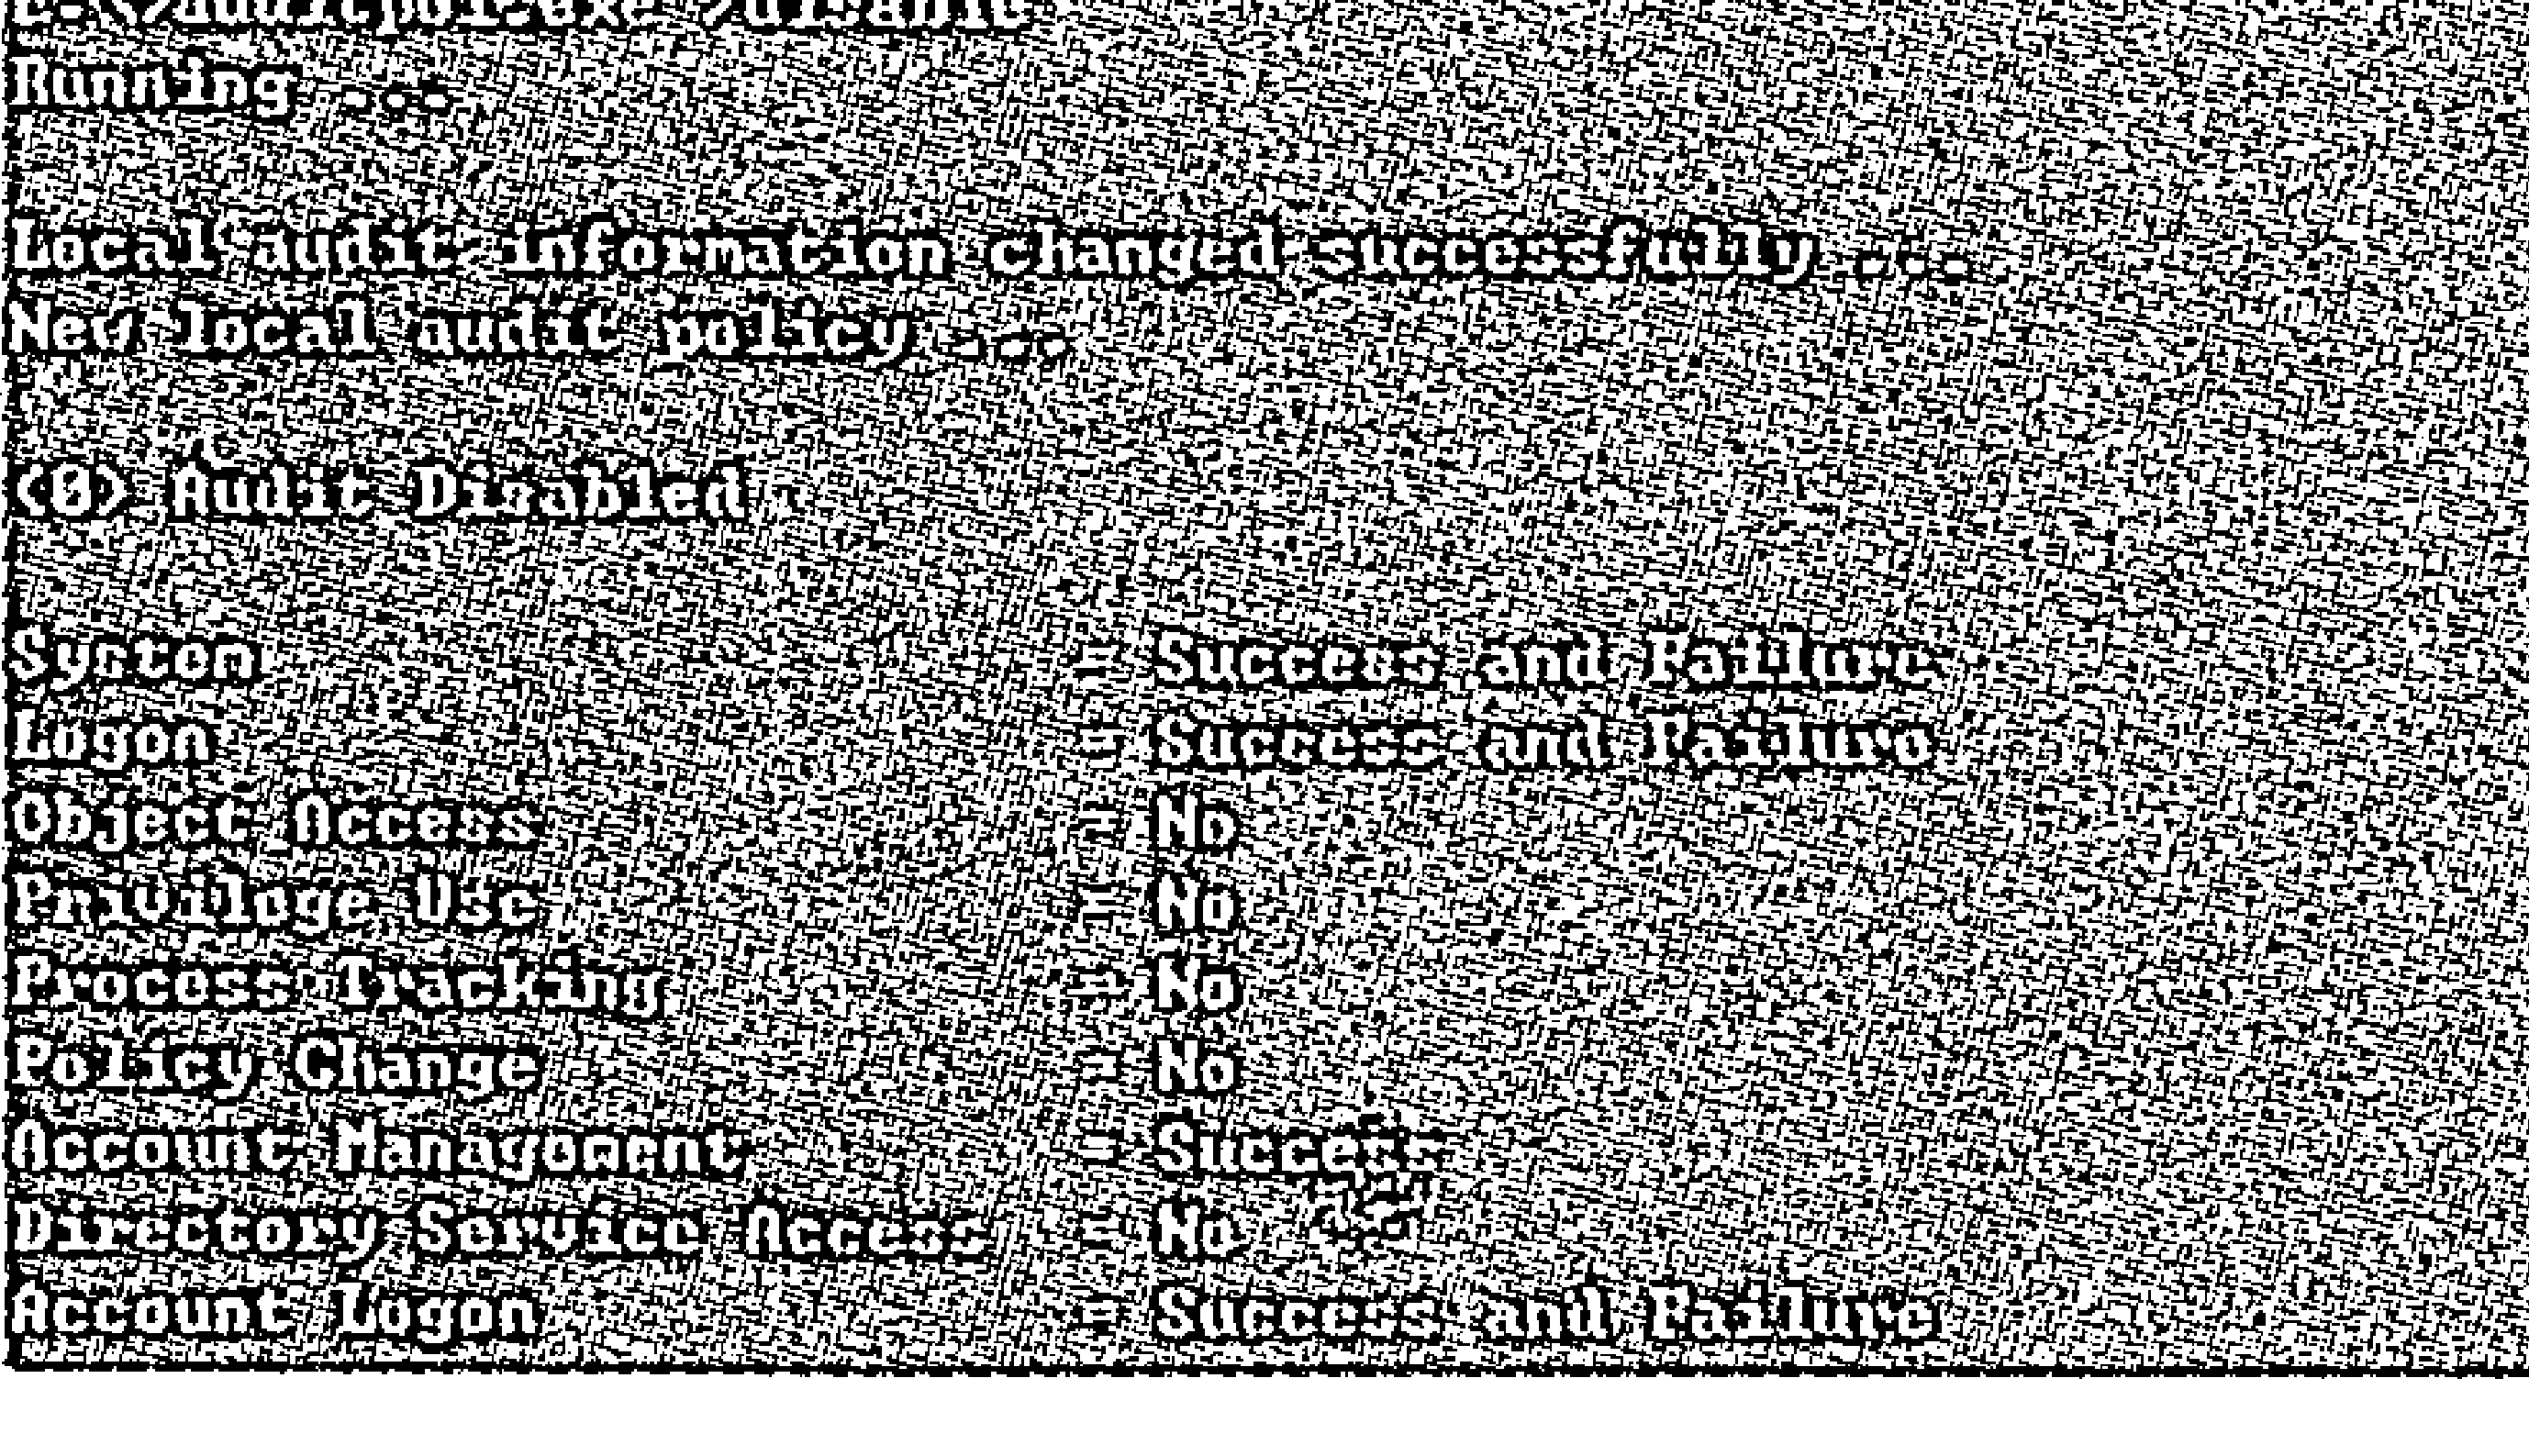 Running ...
Local audit information changed successfully ...
New local audit policy ...
(0) Audit Disabled
System = Success and Failure
Logon = Success and Failure
Object Access = No
Privilege Use = No
Process Tracking = No
Policy Change = No
Account Management = Success
Directory Service Access = No
Account Logon = Success and Failure